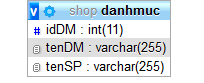 v shop danhmuc
# idDM : int(11)
tenDM : varchar(255)
tenSP : varchar(255)